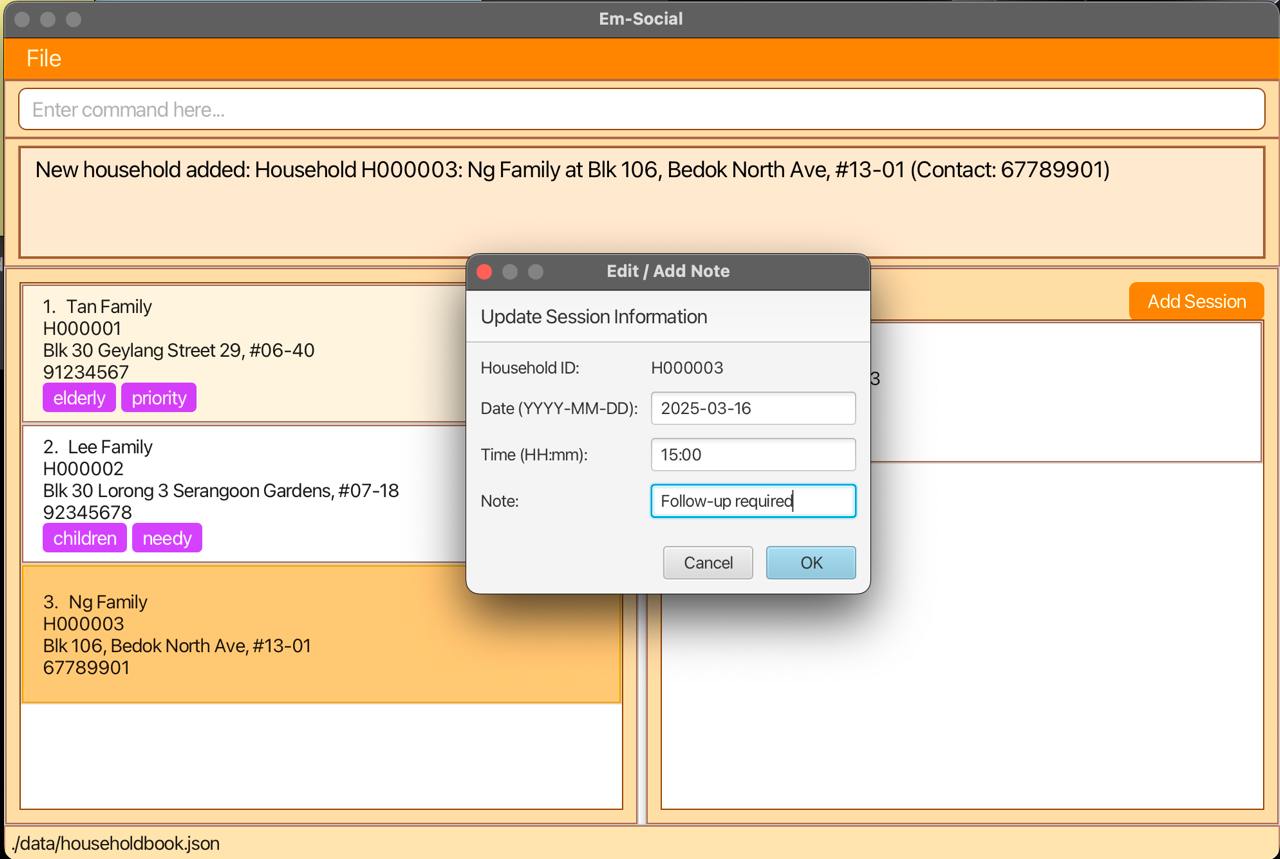 Em-Social
File
Enter command here...
New household added: Household H000003: Ng Family at Blk 106, Bedok North Ave, #13-01 (Contact: 67789901)
1. Tan Family
H000001
Blk 30 Geylang Street 29, #06-40
91234567
elderly priority
2. Lee Family
H000002
Blk 30 Lorong 3 Serangoon Gardens, #07-18
92345678
children needy
3. Ng Family
H000003
Blk 106, Bedok North Ave, #13-01
67789901
Add Session
3
Edit / Add Note
Update Session Information
Household ID: H000003
Date (YYYY-MM-DD): 2025-03-16
Time (HH:mm): 15:00
Note: Follow-up required
Cancel OK
./data/householdbook.json